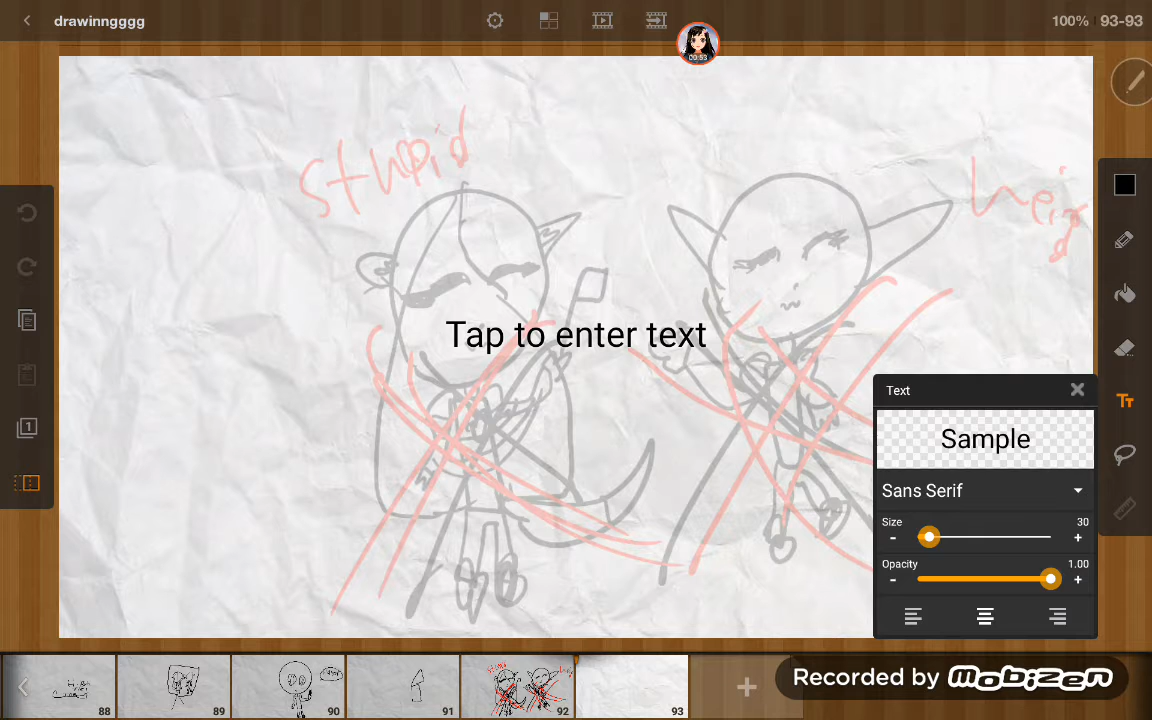 drawinngggg
100% 93-93
00:53
stupid
Tap to enter text
Text
Sample
Sans Serif
Size 30
- +
Opacity 1.00
- +
1
88 89 90 91 92 93
+
Recorded by Mobizen